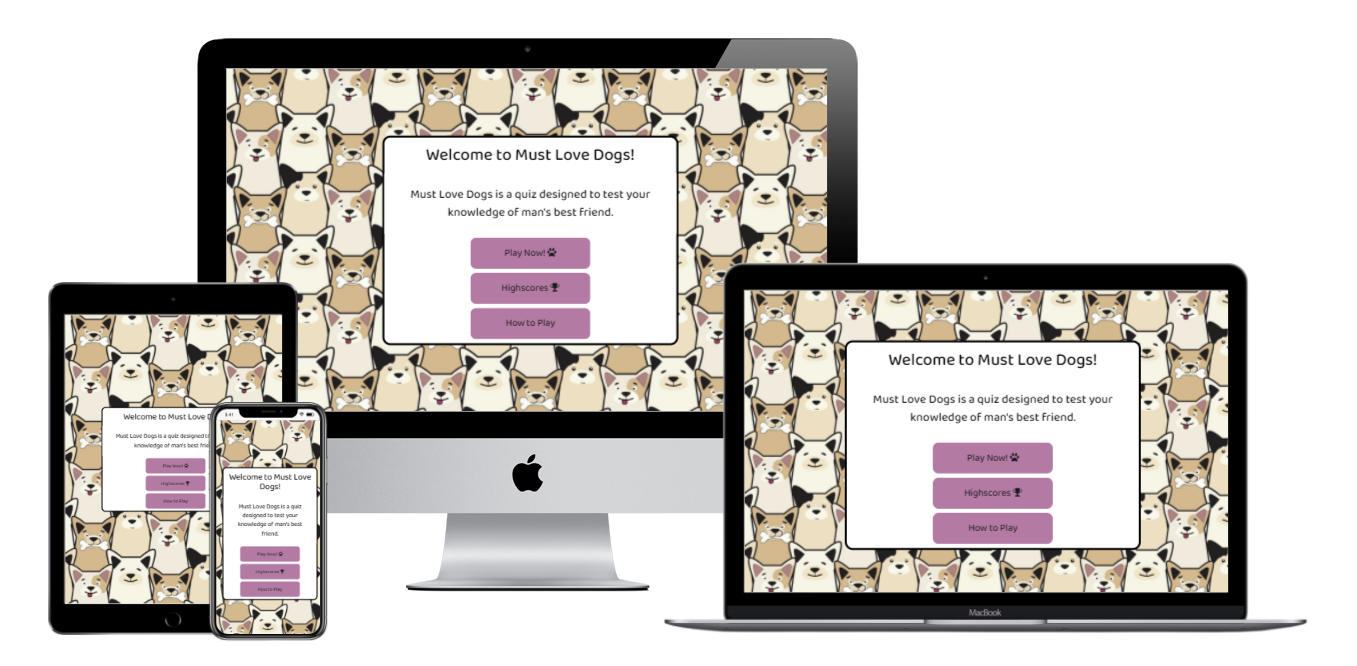 Welcome to Must Love Dogs!
Must Love Dogs is a quiz designed to test your
knowledge of man's best friend.
Play Now!
Highscores
How to Play
Welcome to Must Love Dogs!
Must Love Dogs is a quiz designed to test your
knowledge of man's best friend.
Play Now!
Highscores
How to Play
MacBook
Welcome to Must Love D
Must Love Dogs is a quiz designed to
knowledge of man's best frie
Play Now!
Highscores
How to Play
9:41
Welcome to Must Love
Dogs!
Must Love Dogs is a quiz
designed to test your
knowledge of man's best
friend.
Play Now!
Highscores
How to Play